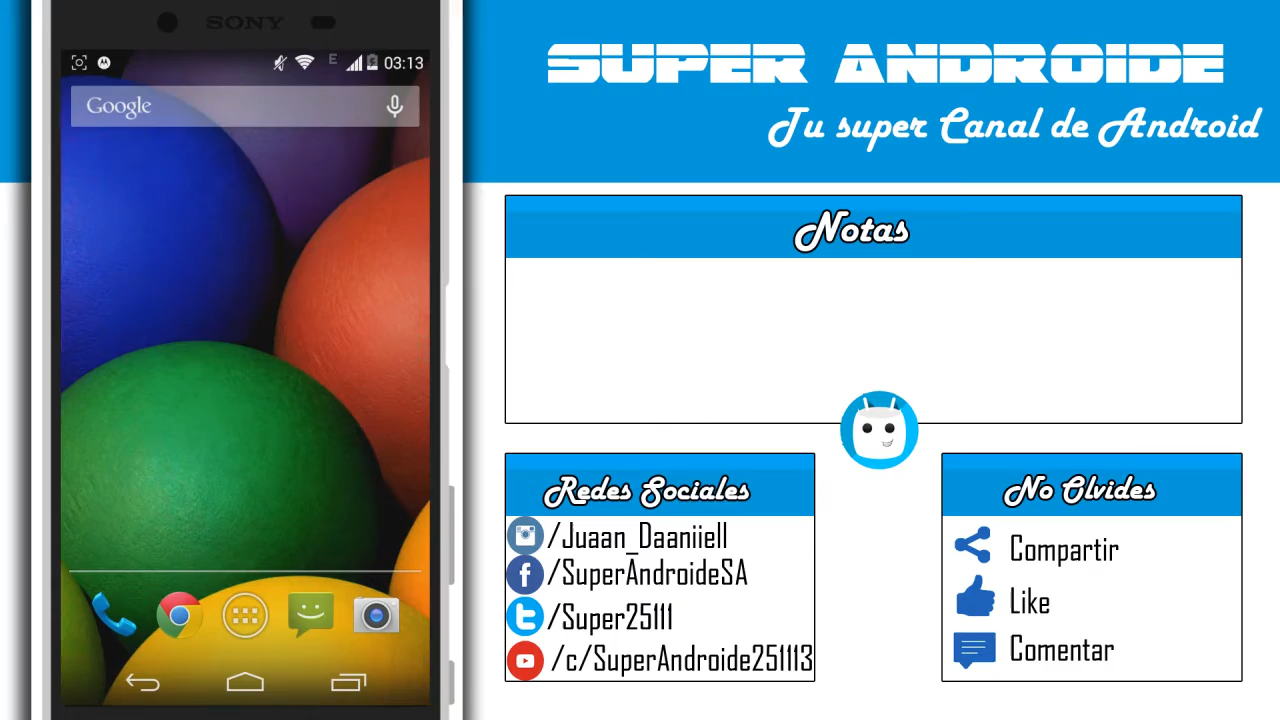 SONY
E 03:13
Google
SUPER ANDROIDE
Tu super Canal de Android
Notas
Redes Sociales
/Juaan_Daaniiell
/SuperAndroideSA
/Super25111
/c/SuperAndroide251113
No Olvides
Compartir
Like
Comentar